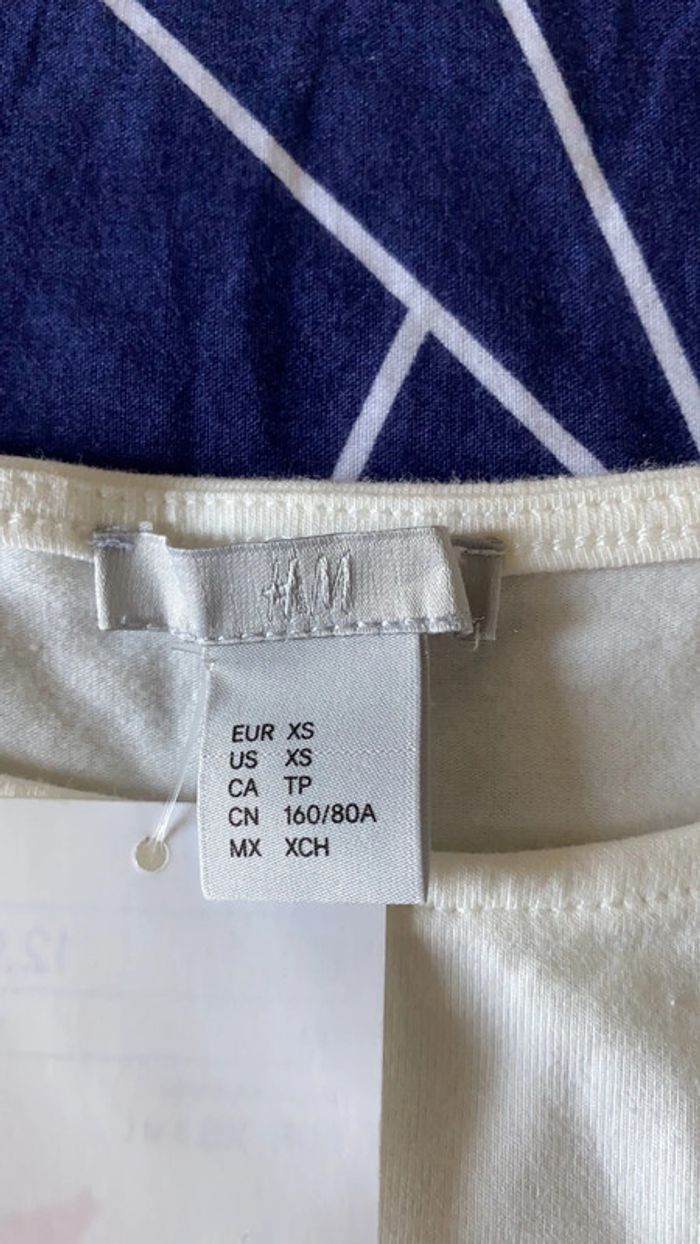 H&M
EUR XS
US XS
CA TP
CN 160/80A
MX XCH